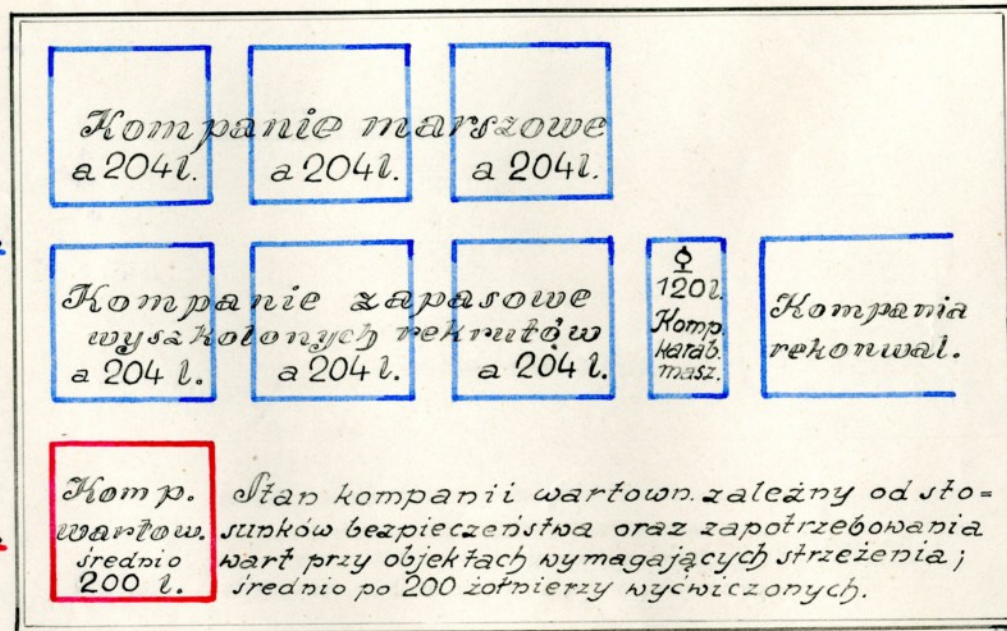 Kompanie marszowe
a 204 l. a 204 l. a 204 l.
Kompanie zapasowe
wyszkolonych rekrutów
a 204 l. a 204 l. a 204 l.
120 l.
Komp.
karab.
masz.
Kompania
rekonwal.
Komp.
wartow.
średnio
200 l.
Stan kompanii wartown. zależny od sto=
sunków bezpieczeństwa oraz zapotrzebowania
wart przy objektach wymagających strzeżenia;
średnio po 200 żołnierzy wyćwiczonych.